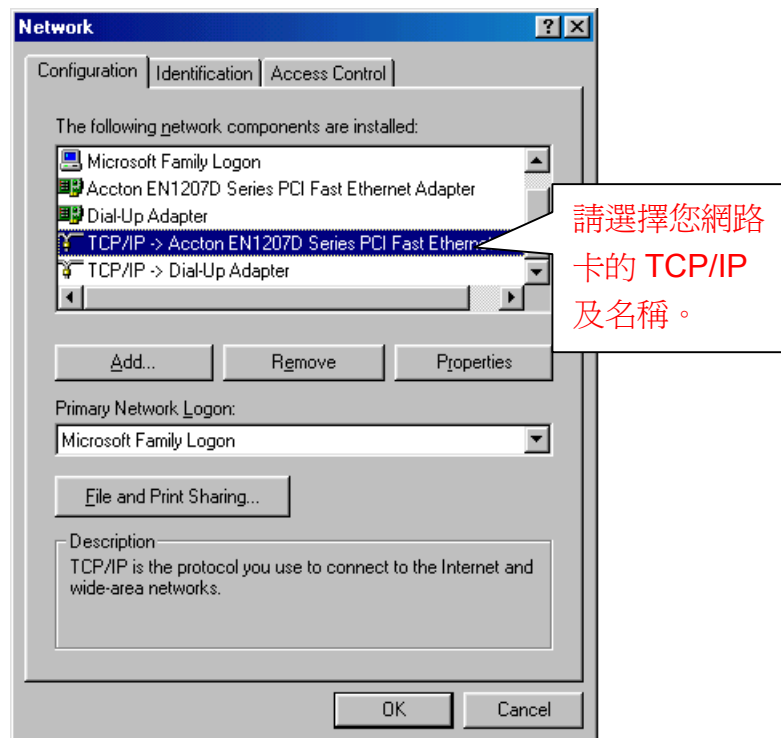 Network
Configuration Identification Access Control
The following network components are installed:
Microsoft Family Logon
Accton EN1207D Series PCI Fast Ethernet Adapter
Dial-Up Adapter
TCP/IP -> Accton EN1207D Series PCI Fast
TCP/IP -> Dial-Up Adapter
請選擇您網路
卡的 TCP/IP
及名稱。
Add... Remove Properties
Primary Network Logon:
Microsoft Family Logon
File and Print Sharing...
Description
TCP/IP is the protocol you use to connect to the Internet and
wide-area networks.
OK Cancel